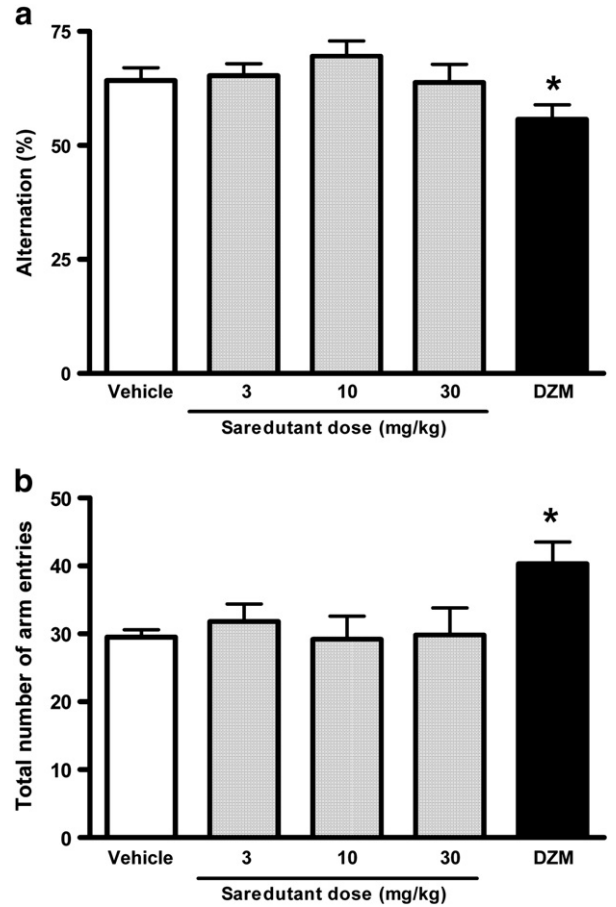 a
Alternation (%)
75
50
25
0
*
Vehicle 3 10 30 DZM
Saredutant dose (mg/kg)
b
Total number of arm entries
50
40
30
20
10
0
*
Vehicle 3 10 30 DZM
Saredutant dose (mg/kg)